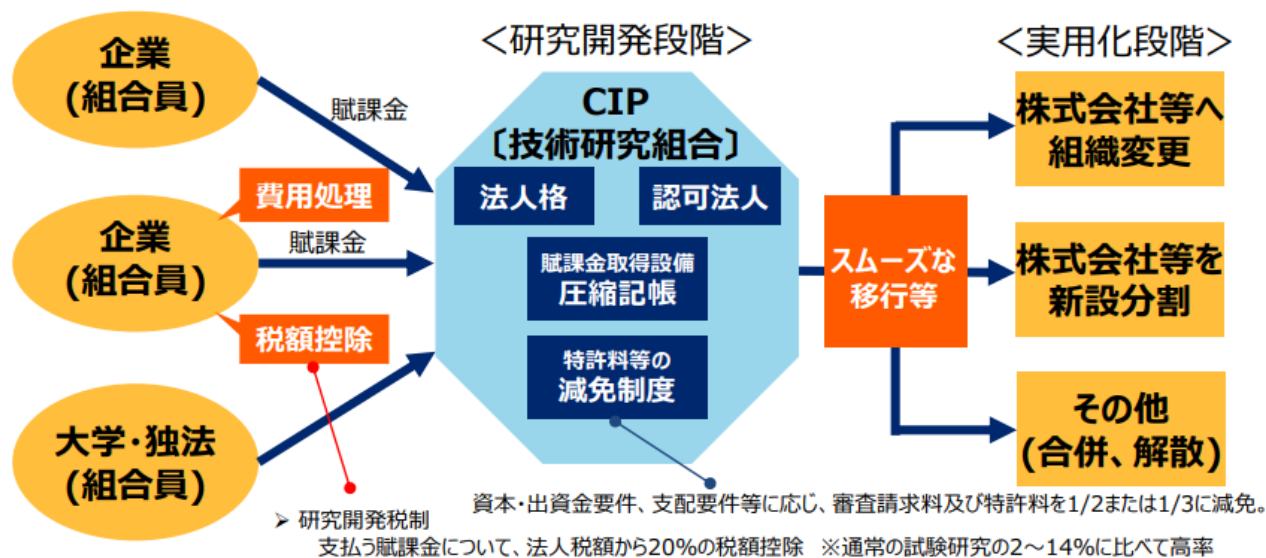 ＜研究開発段階＞
＜実用化段階＞
企業
(組合員)
賦課金
費用処理
企業
(組合員)
賦課金
税額控除
大学・独法
(組合員)
CIP
〔技術研究組合〕
法人格
認可法人
賦課金取得設備
圧縮記帳
特許料等の
減免制度
スムーズな
移行等
株式会社等へ
組織変更
株式会社等を
新設分割
その他
(合併、解散)
資本・出資金要件、支配要件等に応じ、審査請求料及び特許料を1/2または1/3に減免。
➢ 研究開発税制
支払う賦課金について、法人税額から20%の税額控除 ※通常の試験研究の2～14%に比べて高率